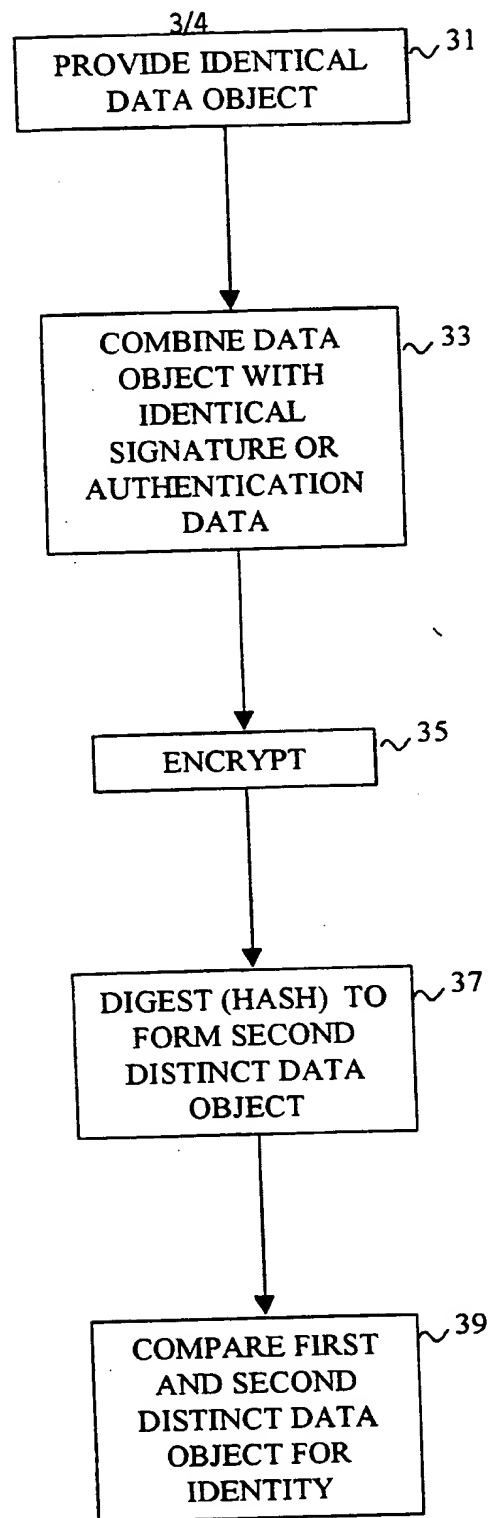 3/4
PROVIDE IDENTICAL
DATA OBJECT
31
COMBINE DATA
OBJECT WITH
IDENTICAL
SIGNATURE OR
AUTHENTICATION
DATA
33
ENCRYPT
35
DIGEST (HASH) TO
FORM SECOND
DISTINCT DATA
OBJECT
37
COMPARE FIRST
AND SECOND
DISTINCT DATA
OBJECT FOR
IDENTITY
39